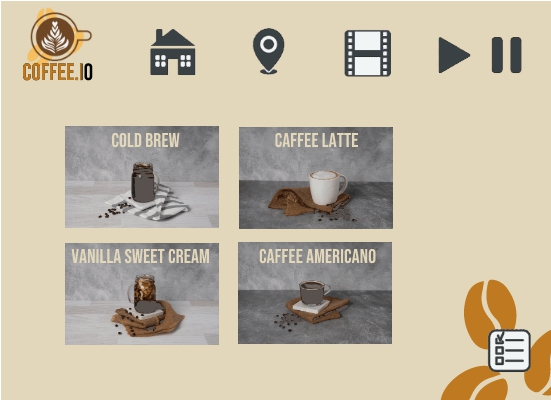 COFFEE.IO
COLD BREW
CAFFEE LATTE
VANILLA SWEET CREAM
CAFFEE AMERICANO